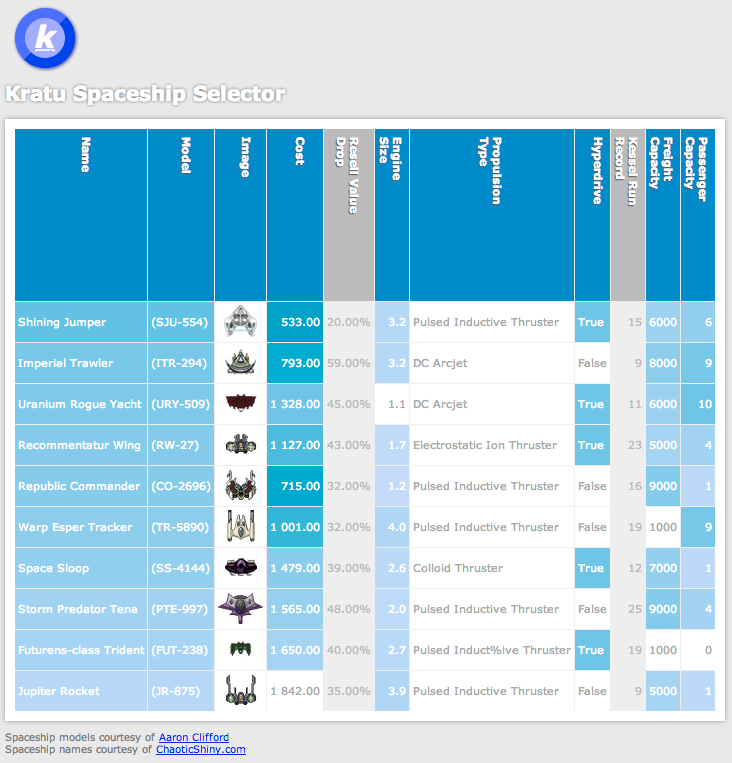 k
Kratu Spaceship Selector
Name Model Image Cost Resell Value Drop Engine Size Propulsion Type Hyperdrive Kessel Run Record Freight Capacity Passenger Capacity
Shining Jumper (SJU-554) 533.00 20.00% 3.2 Pulsed Inductive Thruster True 15 6000 6
Imperial Trawler (ITR-294) 793.00 59.00% 3.2 DC Arcjet False 9 8000 9
Uranium Rogue Yacht (URY-509) 1 328.00 45.00% 1.1 DC Arcjet True 11 6000 10
Recommentatur Wing (RW-27) 1 127.00 43.00% 1.7 Electrostatic Ion Thruster True 23 5000 4
Republic Commander (CO-2696) 715.00 32.00% 1.2 Pulsed Inductive Thruster False 16 9000 1
Warp Esper Tracker (TR-5890) 1 001.00 32.00% 4.0 Pulsed Inductive Thruster False 19 1000 9
Space Sloop (SS-4144) 1 479.00 39.00% 2.6 Colloid Thruster True 12 7000 1
Storm Predator Tena (PTE-997) 1 565.00 48.00% 2.0 Pulsed Inductive Thruster False 25 9000 4
Futurens-class Trident (FUT-238) 1 650.00 40.00% 2.7 Pulsed Induct%ive Thruster True 19 1000 0
Jupiter Rocket (JR-875) 1 842.00 35.00% 3.9 Pulsed Inductive Thruster False 9 5000 1
Spaceship models courtesy of Aaron Clifford
Spaceship names courtesy of ChaoticShiny.com